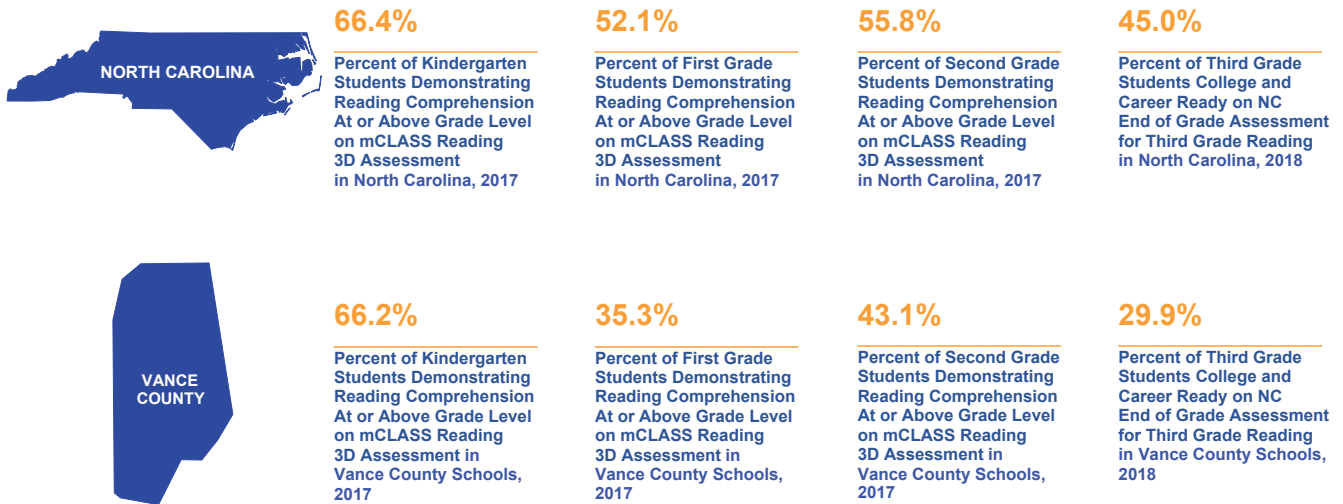 NORTH CAROLINA
66.4%
Percent of Kindergarten
Students Demonstrating
Reading Comprehension
At or Above Grade Level
on mCLASS Reading
3D Assessment
in North Carolina, 2017
52.1%
Percent of First Grade
Students Demonstrating
Reading Comprehension
At or Above Grade Level
on mCLASS Reading
3D Assessment
in North Carolina, 2017
55.8%
Percent of Second Grade
Students Demonstrating
Reading Comprehension
At or Above Grade Level
on mCLASS Reading
3D Assessment
in North Carolina, 2017
45.0%
Percent of Third Grade
Students College and
Career Ready on NC
End of Grade Assessment
for Third Grade Reading
in North Carolina, 2018
VANCE
COUNTY
66.2%
Percent of Kindergarten
Students Demonstrating
Reading Comprehension
At or Above Grade Level
on mCLASS Reading
3D Assessment in
Vance County Schools,
2017
35.3%
Percent of First Grade
Students Demonstrating
Reading Comprehension
At or Above Grade Level
on mCLASS Reading
3D Assessment in
Vance County Schools,
2017
43.1%
Percent of Second Grade
Students Demonstrating
Reading Comprehension
At or Above Grade Level
on mCLASS Reading
3D Assessment in
Vance County Schools,
2017
29.9%
Percent of Third Grade
Students College and
Career Ready on NC
End of Grade Assessment
for Third Grade Reading
in Vance County Schools,
2018